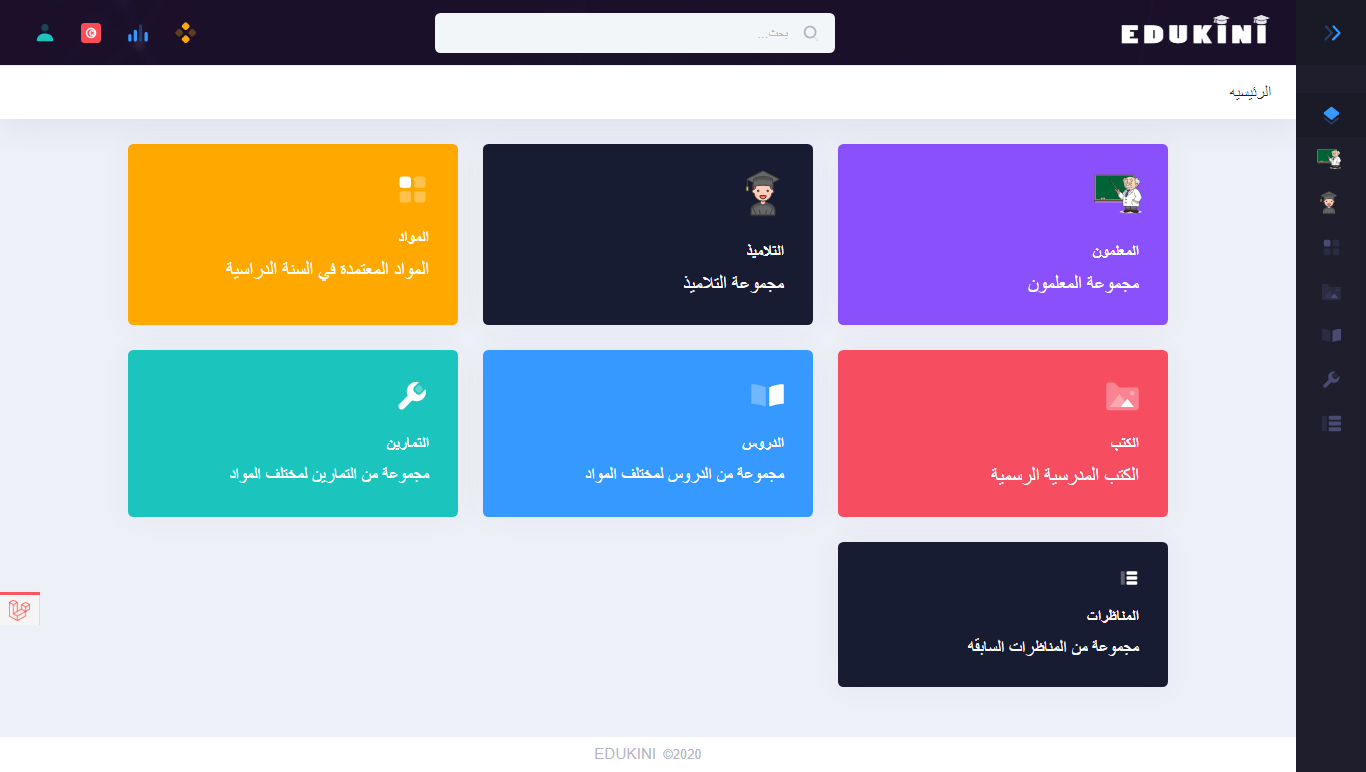 EDUKINI
بحث...
الرئيسيه
المعلمون
مجموعة المعلمون
التلاميذ
مجموعة التلاميذ
المواد
المواد المعتمدة في السنة الدراسية
الكتب
الكتب المدرسية الرسمية
الدروس
مجموعة من الدروس لمختلف المواد
التمارين
مجموعة من التمارين لمختلف المواد
المناظرات
مجموعة من المناظرات السابقه
EDUKINI ©2020